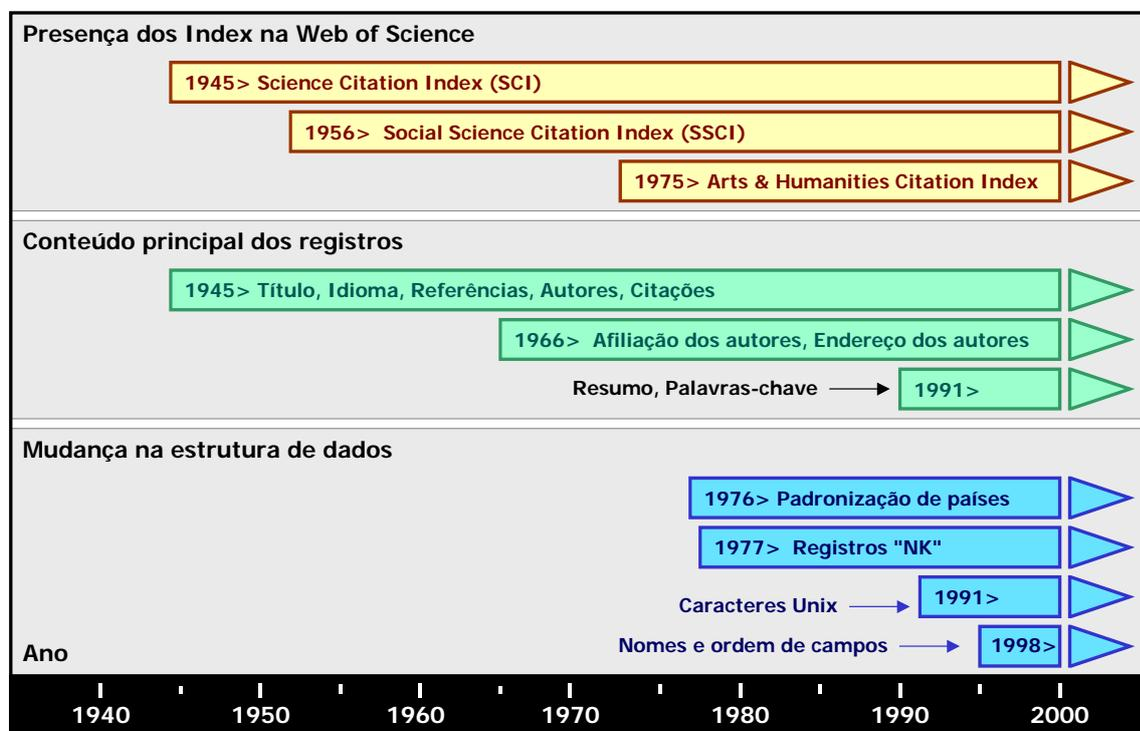 Presença dos Index na Web of Science
1945> Science Citation Index (SCI)
1956> Social Science Citation Index (SSCI)
1975> Arts & Humanities Citation Index
Conteúdo principal dos registros
1945> Título, Idioma, Referências, Autores, Citações
1966> Afiliação dos autores, Endereço dos autores
Resumo, Palavras-chave 1991>
Mudança na estrutura de dados
1976> Padronização de países
1977> Registros "NK"
Caracteres Unix 1991>
Nomes e ordem de campos 1998>
Ano
1940 1950 1960 1970 1980 1990 2000